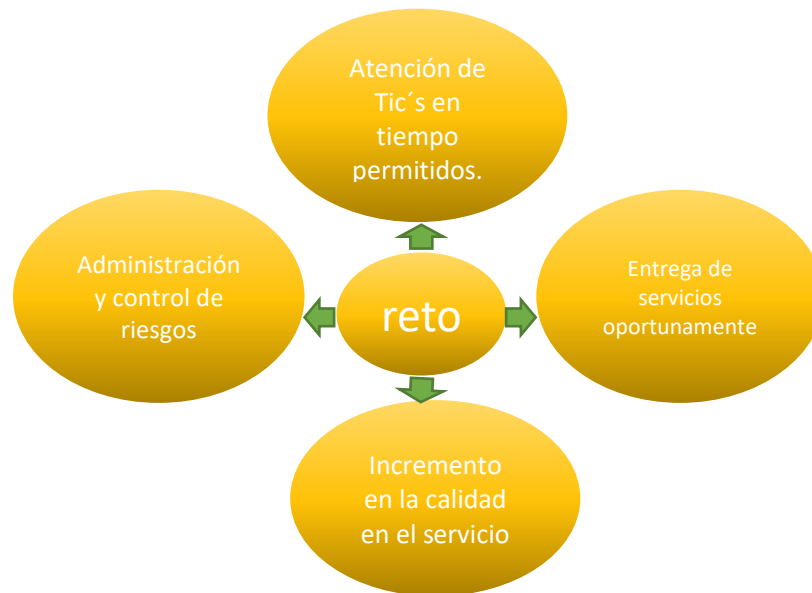 Atención de
Tic´s en
tiempo
permitidos.
Administración
y control de
riesgos
reto
Entrega de
servicios
oportunamente
Incremento
en la calidad
en el servicio